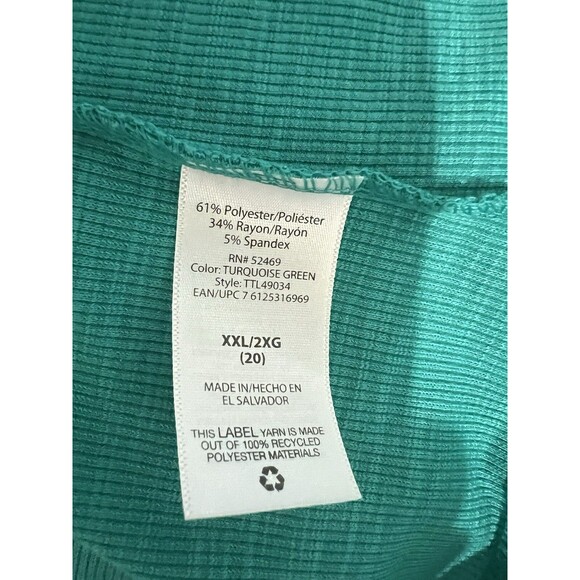 61% Polyester/Poliéster
34% Rayon/Rayón
5% Spandex
RN# 52469
Color: TURQUOISE GREEN
Style: TTL49034
EAN/UPC 7 6125316969
XXL/2XG
(20)
MADE IN/HECHO EN
EL SALVADOR
THIS LABEL YARN IS MADE
OUT OF 100% RECYCLED
POLYESTER MATERIALS